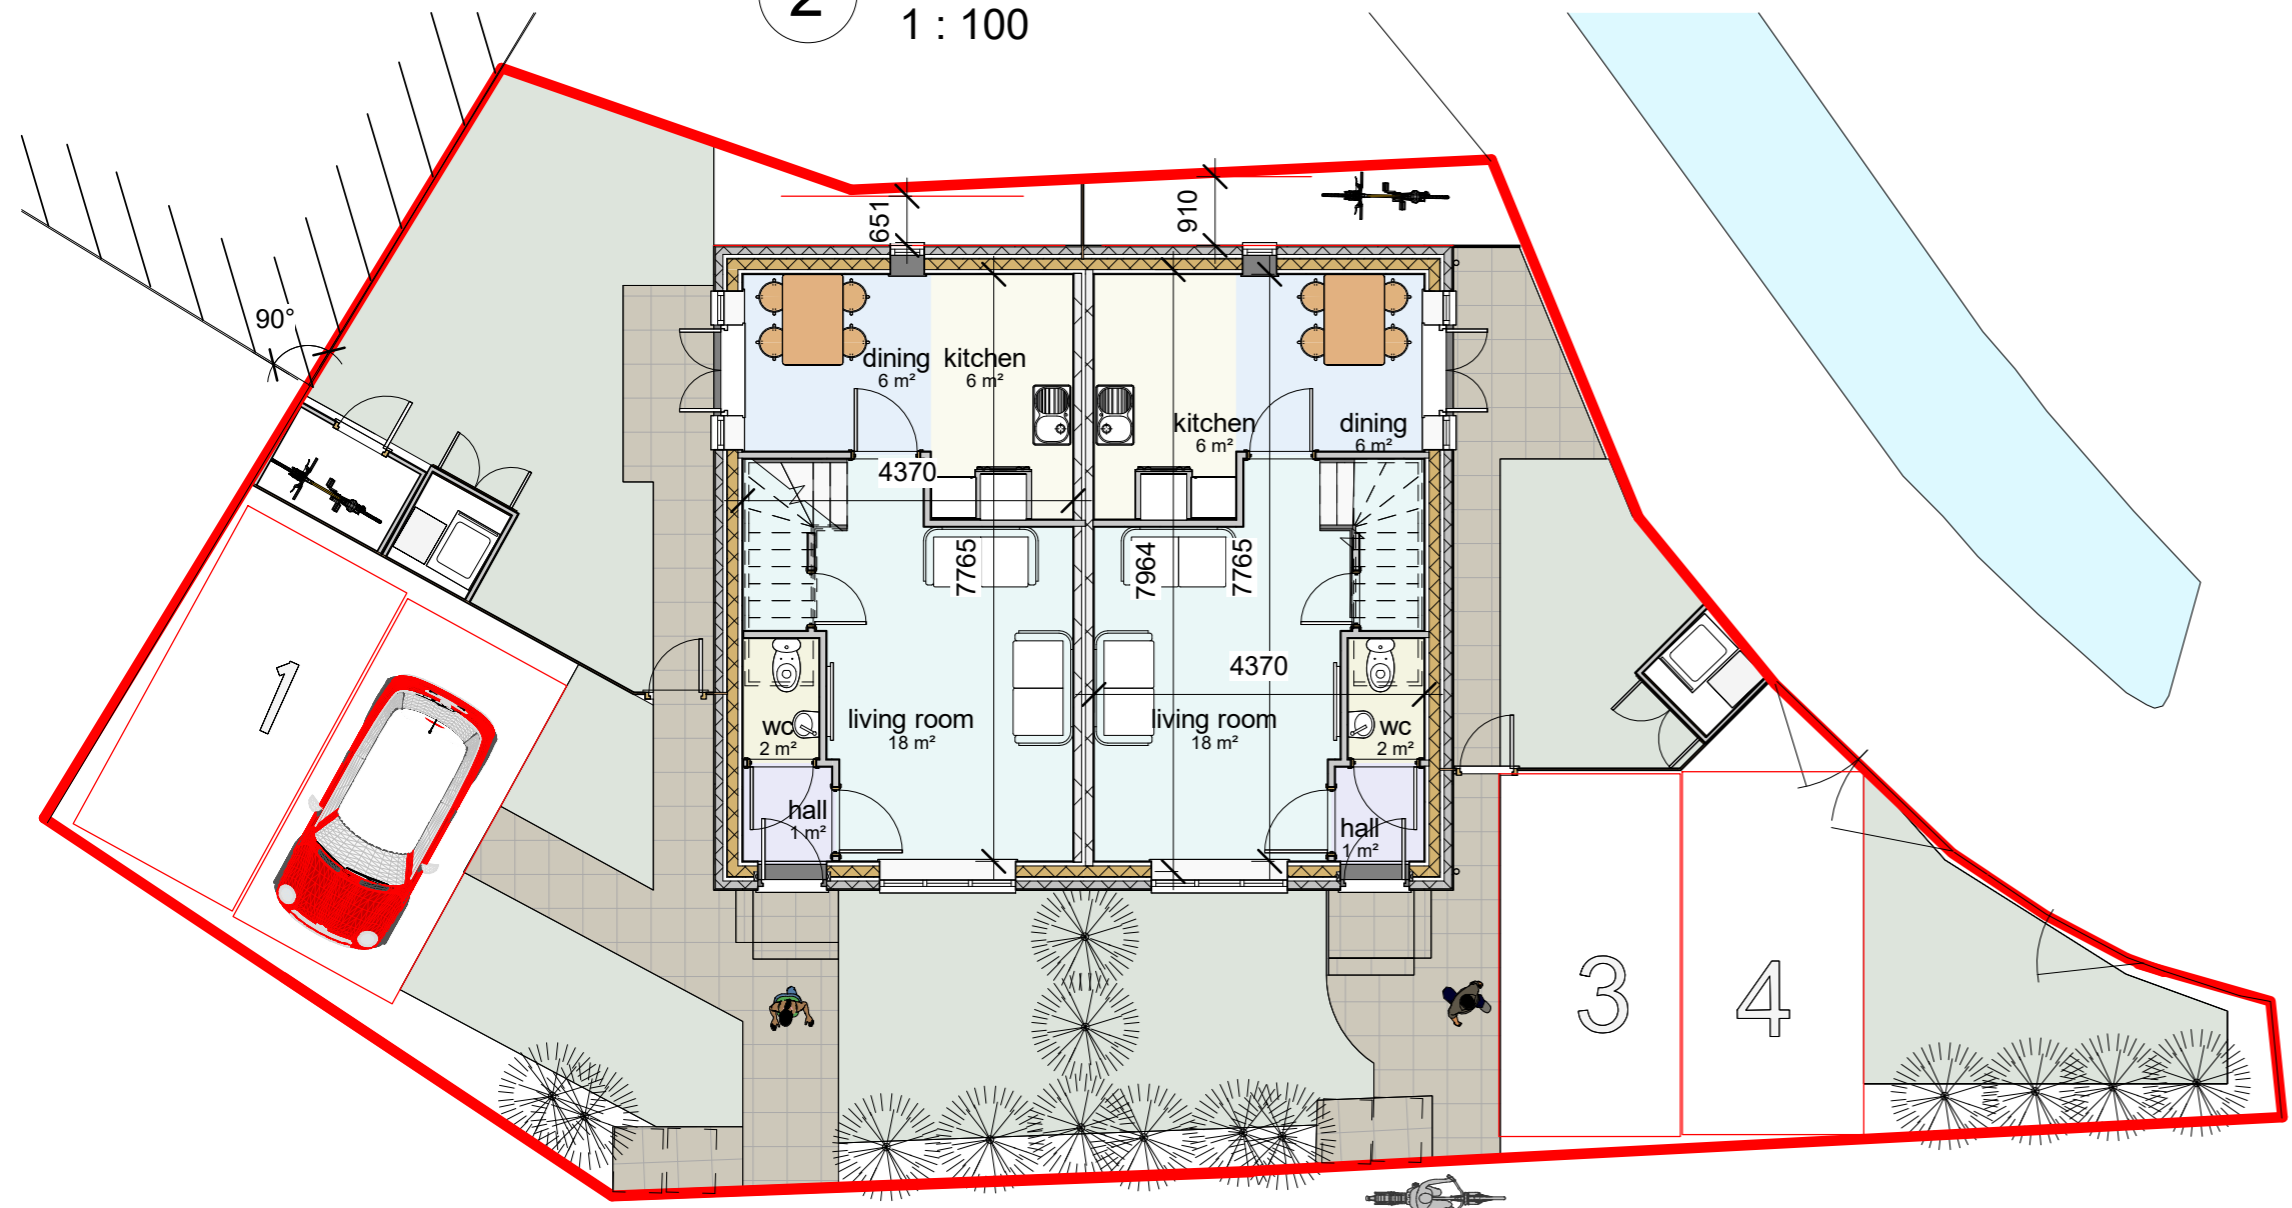 2
1 : 100
651
910
90°
dining kitchen
6 m² 6 m²
kitchen dining
6 m² 6 m²
4370
7765
7964
7765
4370
1
wc
2 m²
living room
18 m²
living room
18 m²
wc
2 m²
hall
1 m²
hall
1 m²
3
4